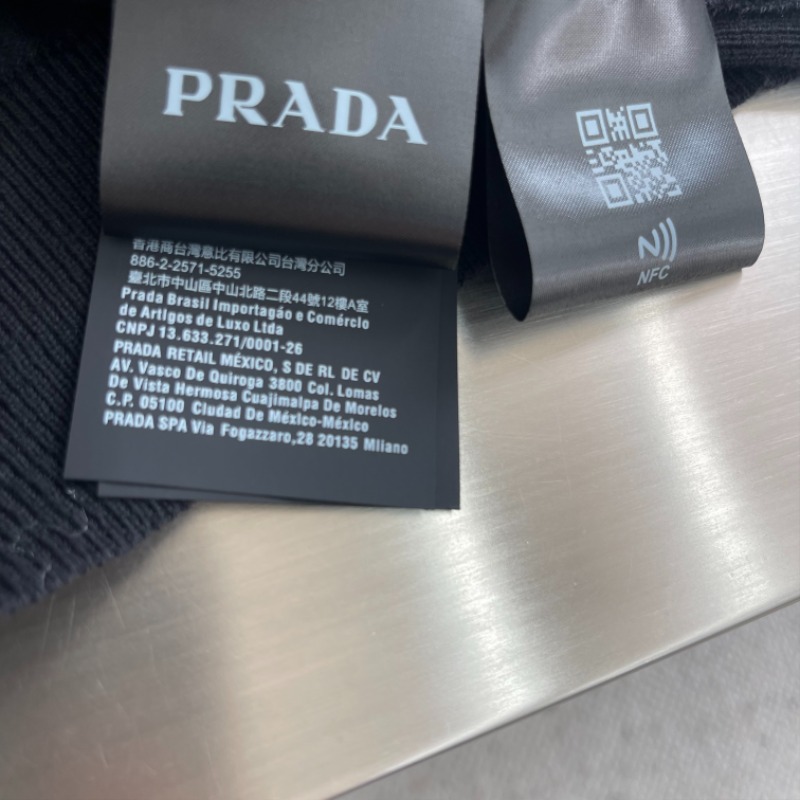 PRADA
香港商台灣意比有限公司台灣分公司
886-2-2571-5255
臺北市中山區中山北路二段44號12樓A室
Prada Brasil Importagão e Comércio
de Artigos de Luxo Ltda
CNPJ 13.633.271/0001-26
PRADA RETAIL MÉXICO, S DE RL DE CV
AV. Vasco De Quiroga 3800 Col. Lomas
De Vista Hermosa Cuajimalpa De Morelos
C.P. 05100 Ciudad De México-México
PRADA SPA Via Fogazzaro,28 20135 Milano
N
NFC